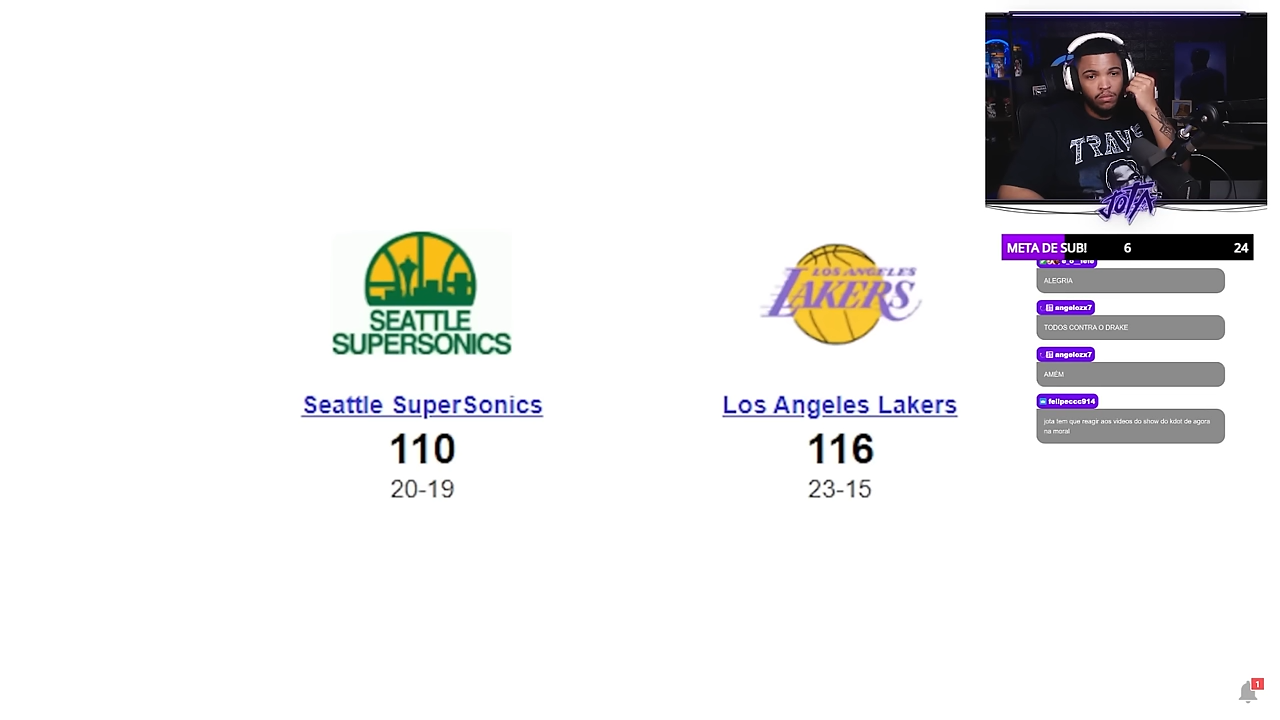 SEATTLE
SUPERSONICS
Seattle SuperSonics
110
20-19
LOS ANGELES
LAKERS
Los Angeles Lakers
116
23-15
JOTA
META DE SUB! 6 24
ALEGRIA
angelozx7
TODOS CONTRA O DRAKE
angelozx7
AMÉM
felipeccc914
jota tem que reagir aos videos do show do kdot de agora
na moral
1